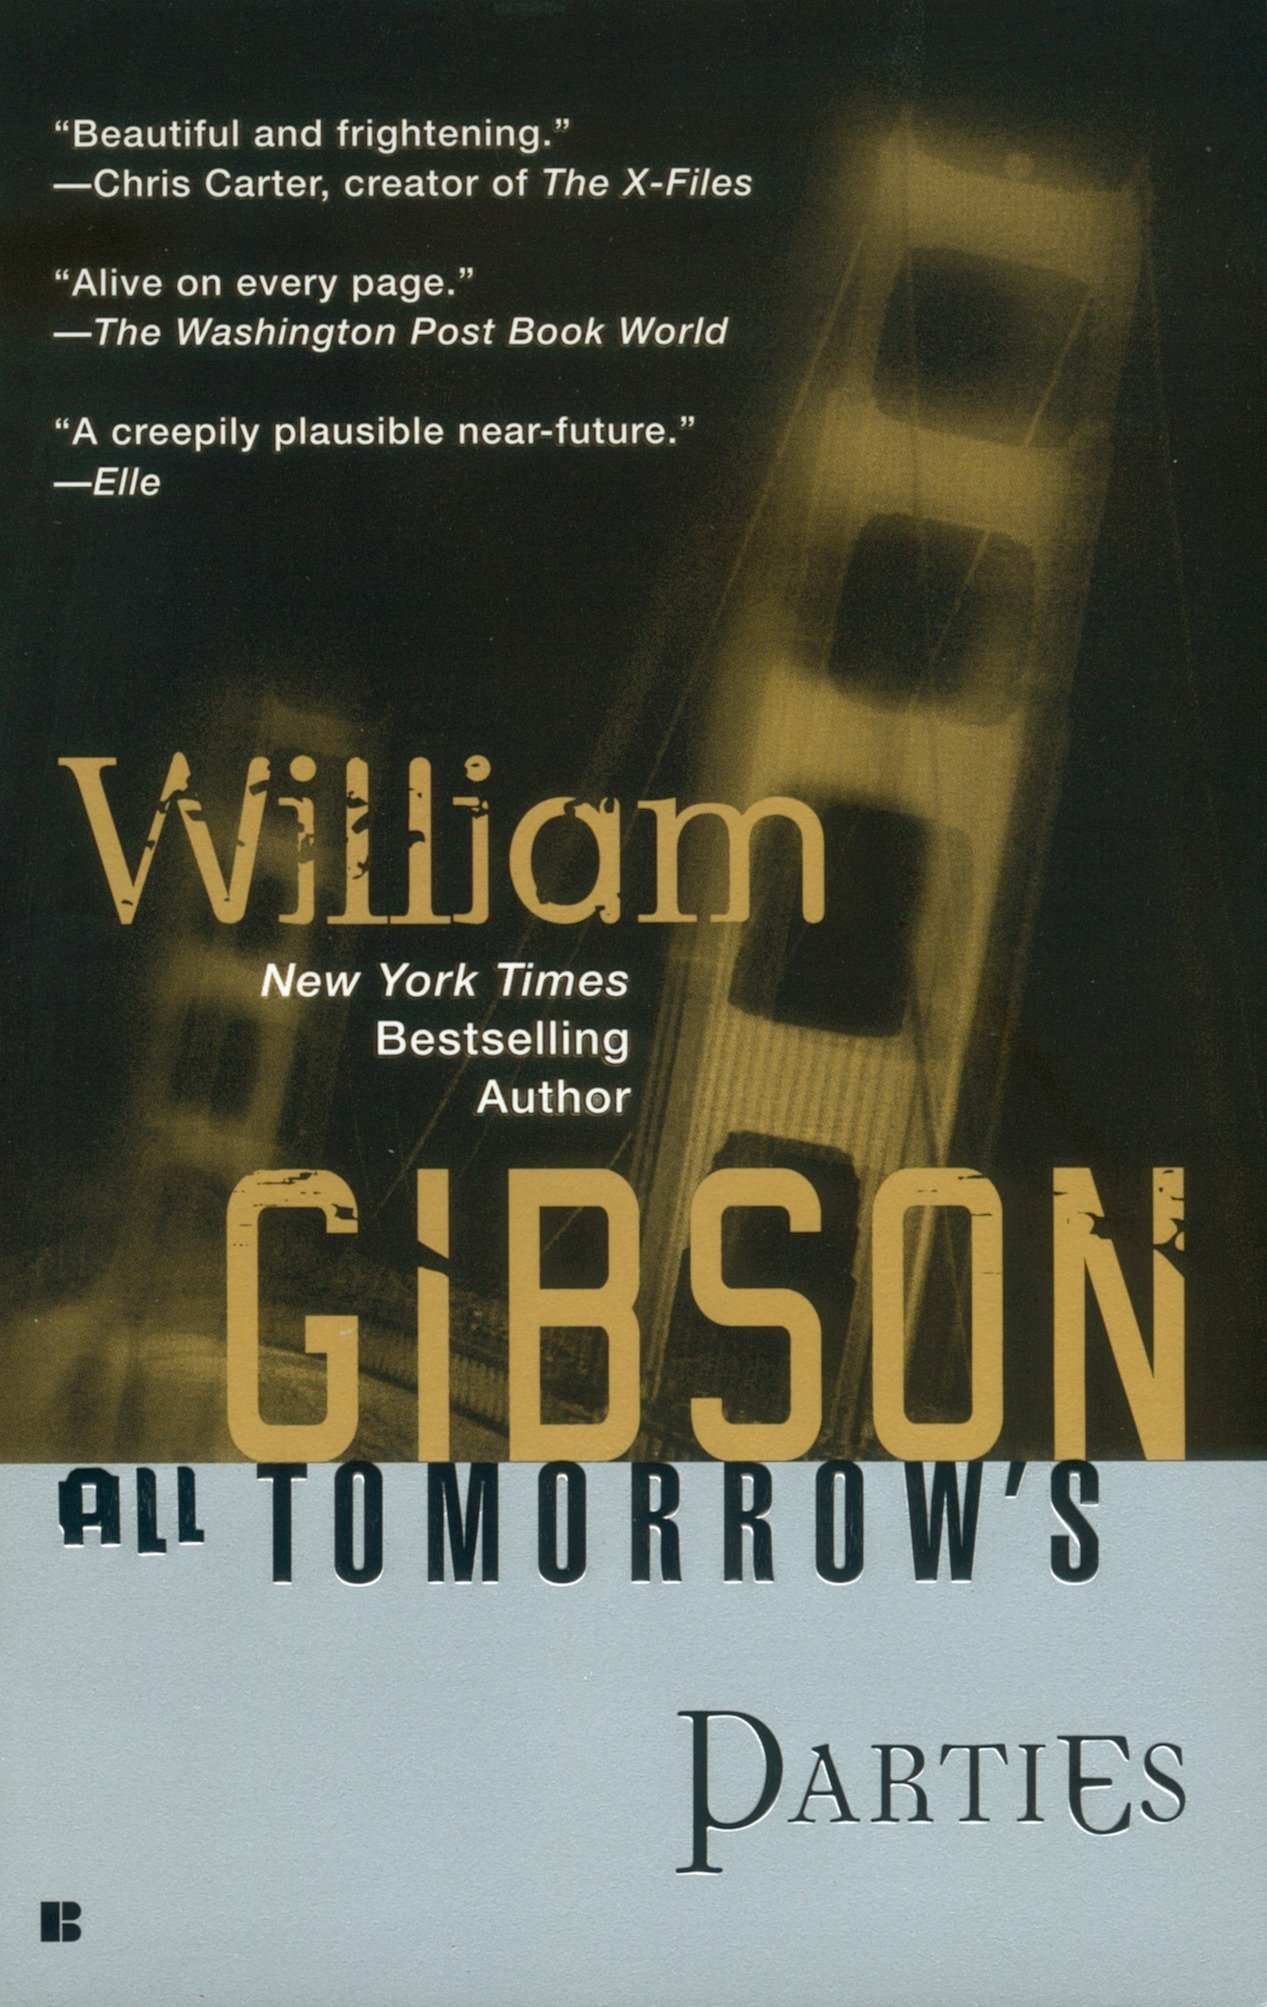 “Beautiful and frightening.”
—Chris Carter, creator of The X-Files
“Alive on every page.”
—The Washington Post Book World
“A creepily plausible near-future.”
—Elle
William
New York Times
Bestselling
Author
GIBSON
ALL TOMORROW’S
PARTIES
B